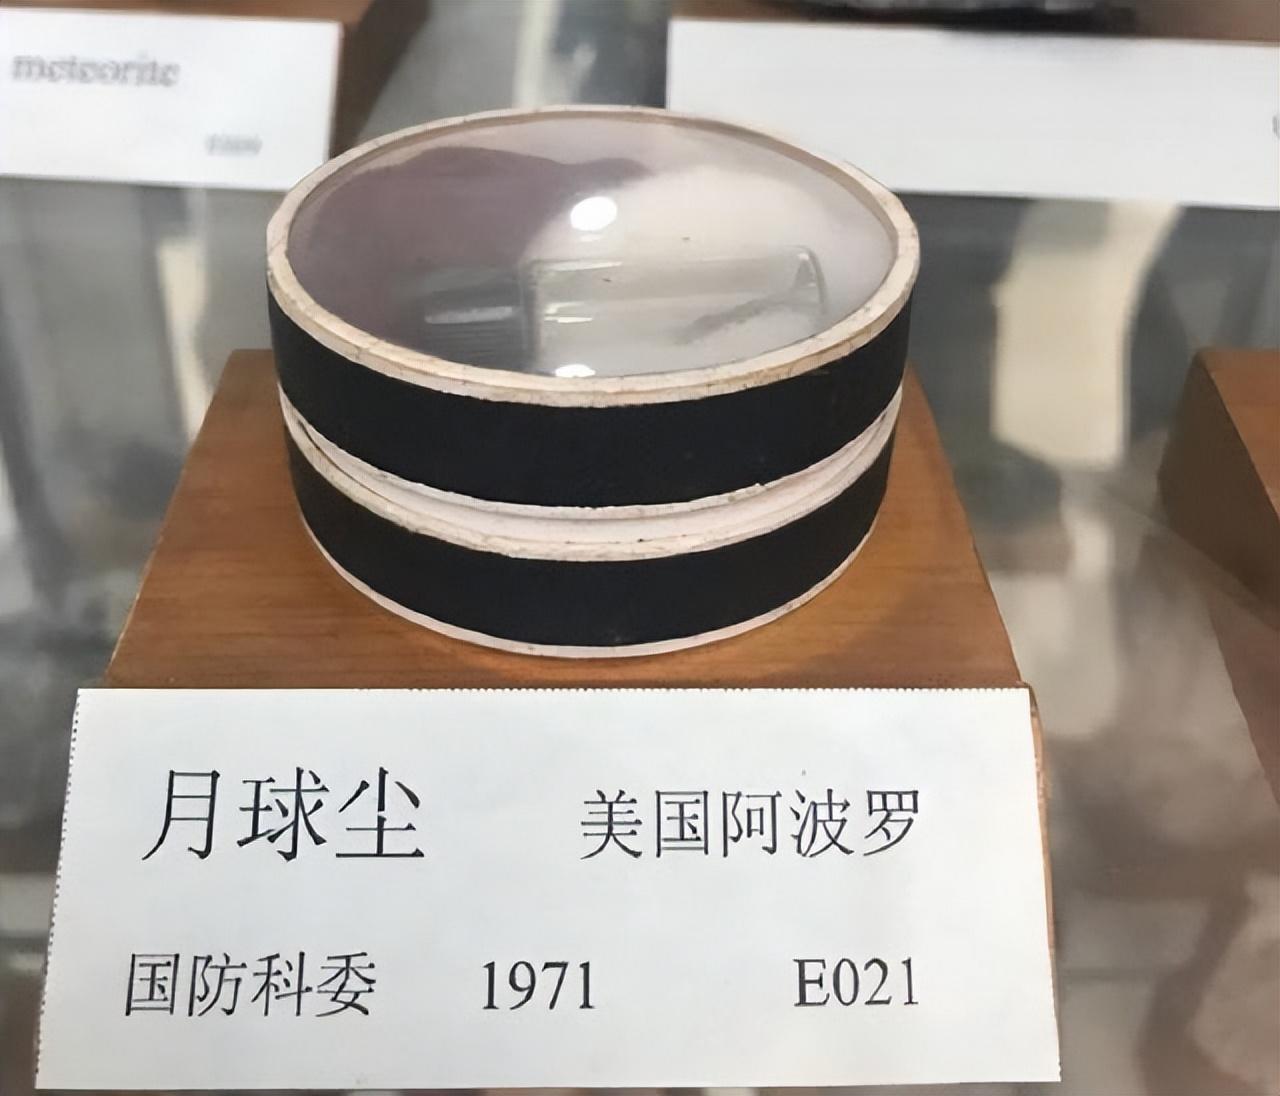 meteorite
月球尘 美国阿波罗
国防科委 1971 E021